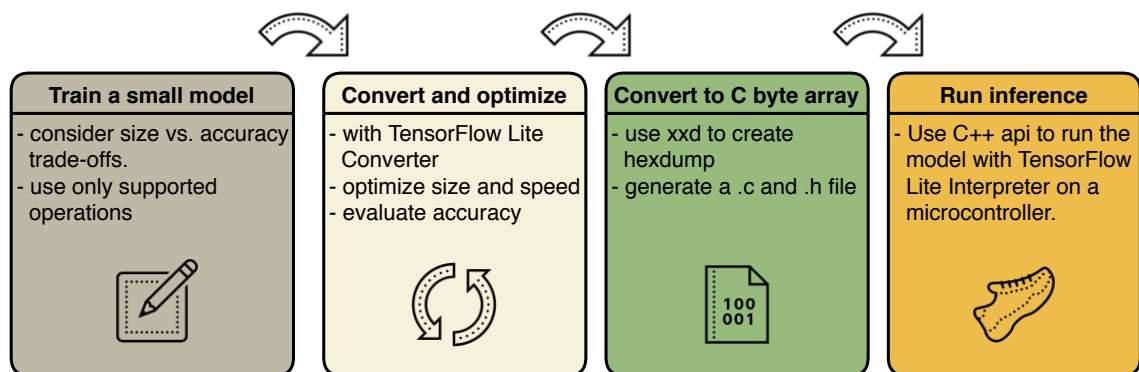 Train a small model
- consider size vs. accuracy
trade-offs.
- use only supported
operations
Convert and optimize
- with TensorFlow Lite
Converter
- optimize size and speed
- evaluate accuracy
Convert to C byte array
- use xxd to create
hexdump
- generate a .c and .h file
100
001
Run inference
- Use C++ api to run the
model with TensorFlow
Lite Interpreter on a
microcontroller.